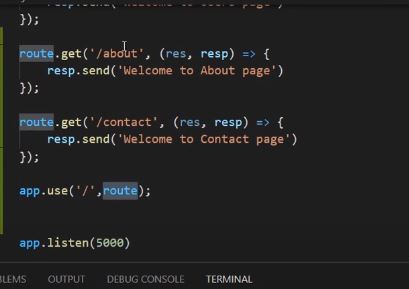 resp.send('Welcome to Users page')
});
route.get('/about', (res, resp) => {
    resp.send('Welcome to About page')
});
route.get('/contact', (res, resp) => {
    resp.send('Welcome to Contact page')
});
app.use('/',route);
app.listen(5000)
BLEMS OUTPUT DEBUG CONSOLE TERMINAL